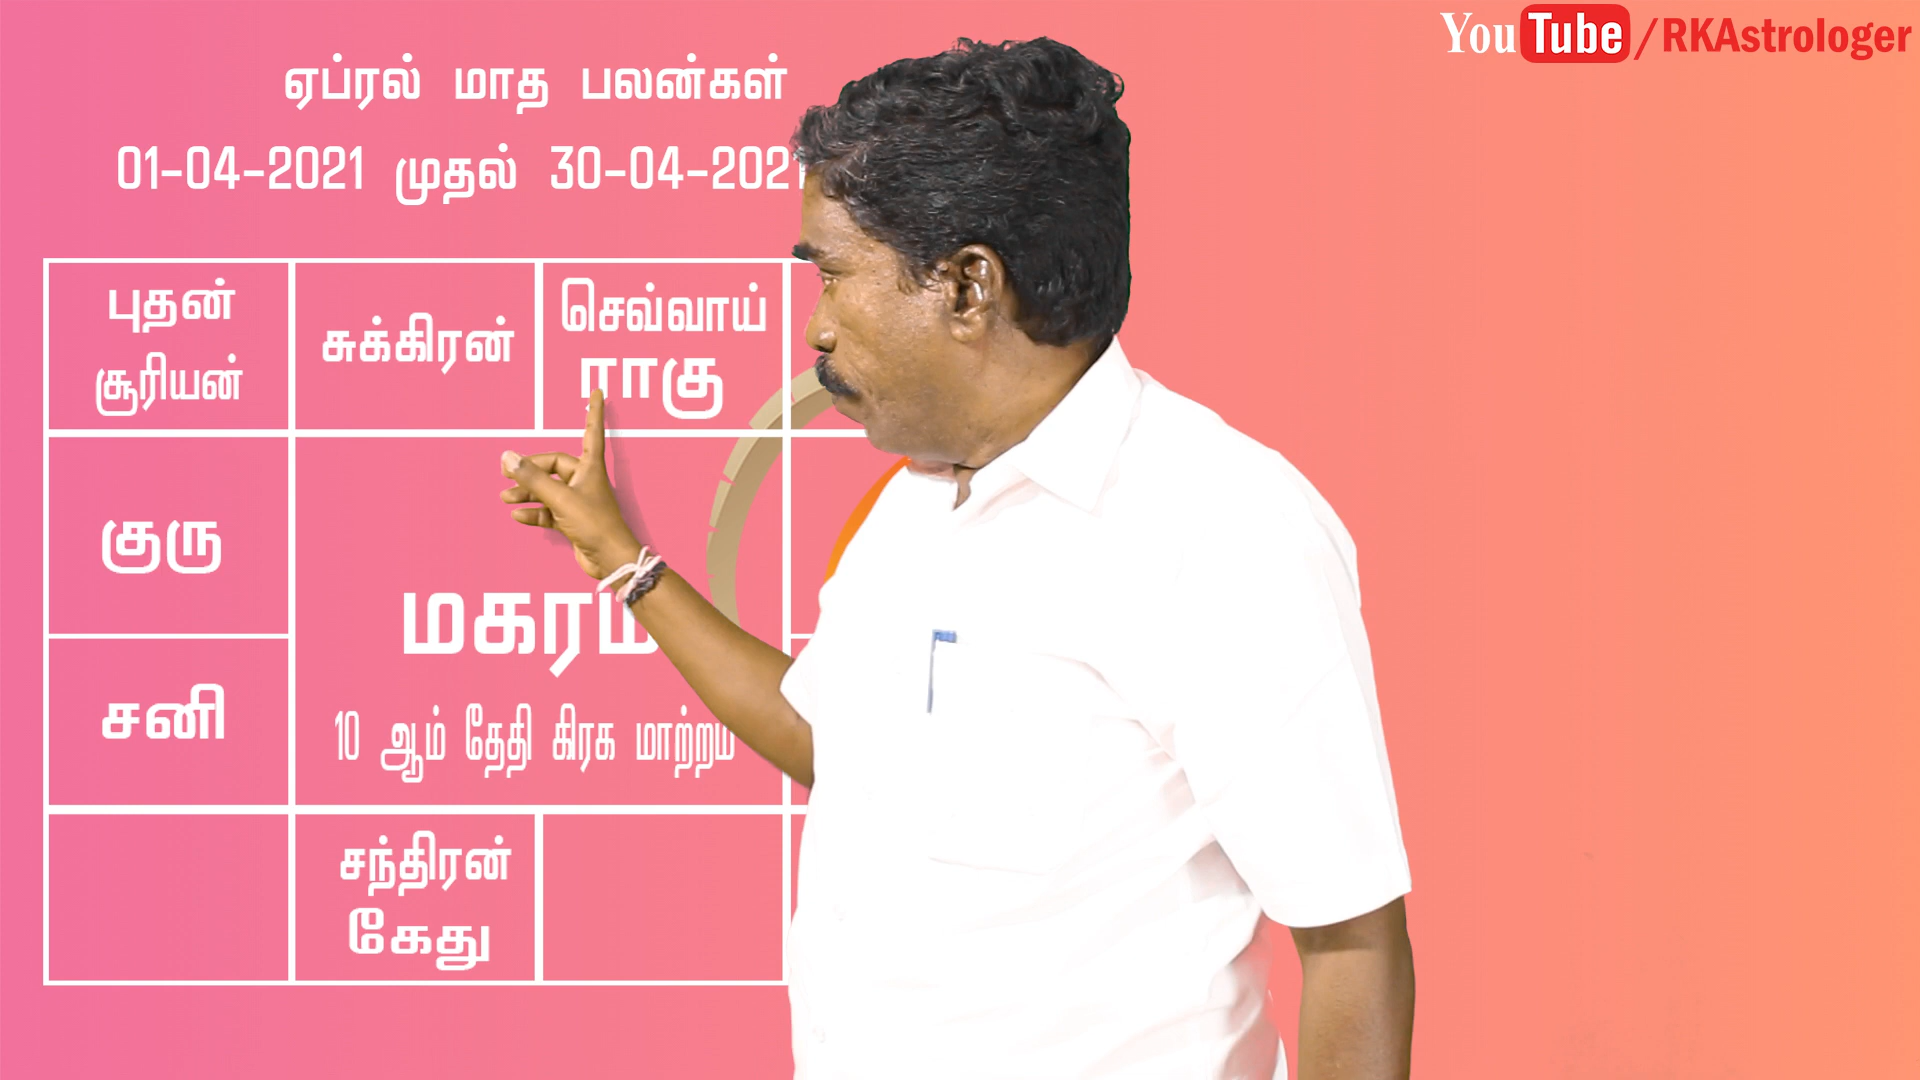 YouTube/RKAstrologer
ஏப்ரல் மாத பலன்கள்
01-04-2021 முதல் 30-04-2021
புதன்
சூரியன்
சுக்கிரன்
செவ்வாய்
ராகு
குரு
மகரம்
சனி
10 ஆம் தேதி கிரக மாற்றம்
சந்திரன்
கேது